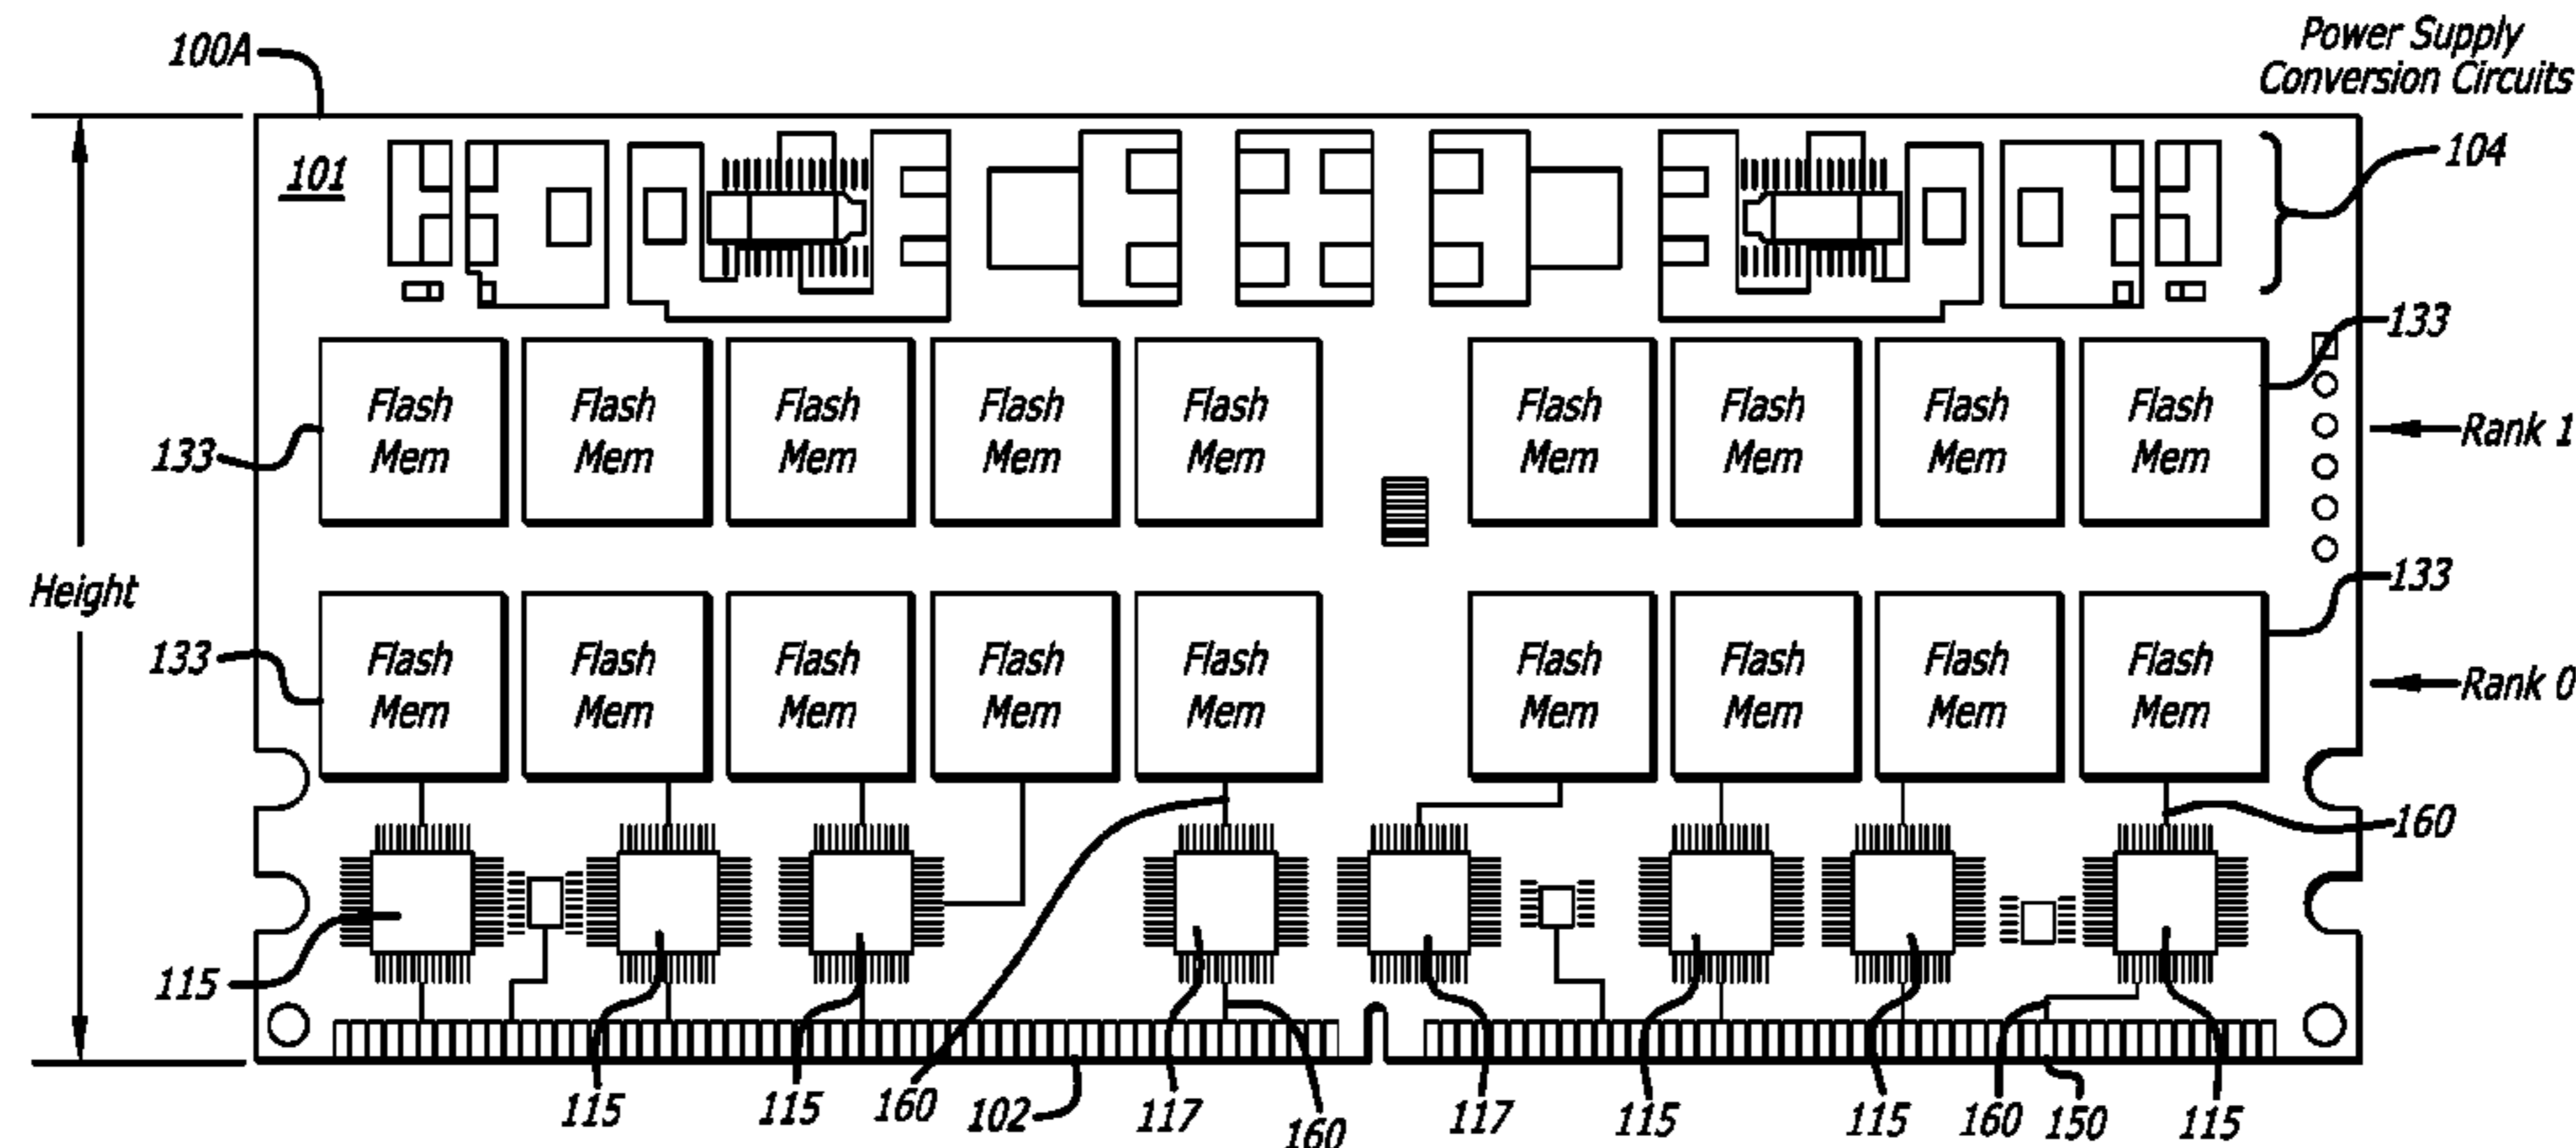 Power Supply
Conversion Circuits
100A
101
104
133
Flash Flash Flash Flash Flash Flash Flash Flash Flash
Mem Mem Mem Mem Mem Mem Mem Mem Mem
133
Rank 1
Height
133
Flash Flash Flash Flash Flash Flash Flash Flash Flash
Mem Mem Mem Mem Mem Mem Mem Mem Mem
133
Rank 0
160
115
115 115 160 102 117 160 117 115 115 160 150 115